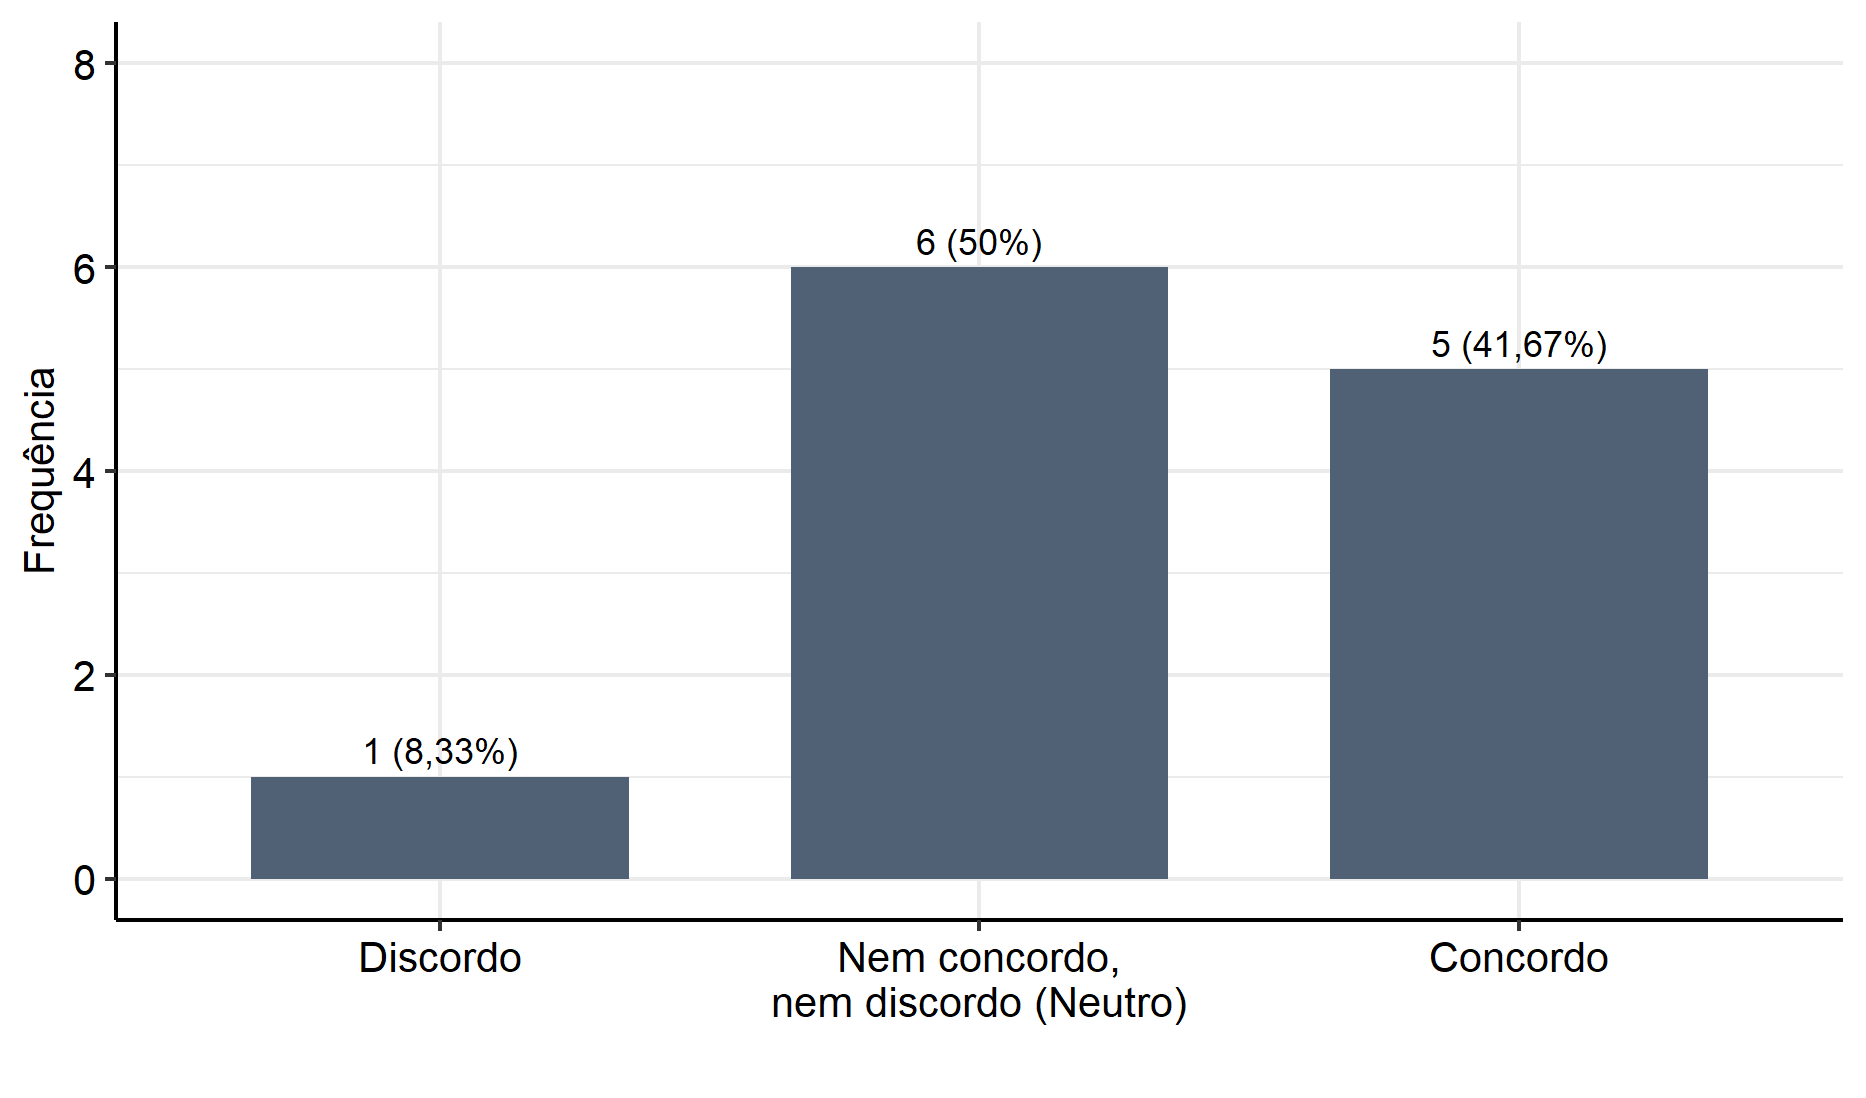 Frequência
8
6
4
2
0
1 (8,33%)
6 (50%)
5 (41,67%)
Discordo
Nem concordo,
nem discordo (Neutro)
Concordo